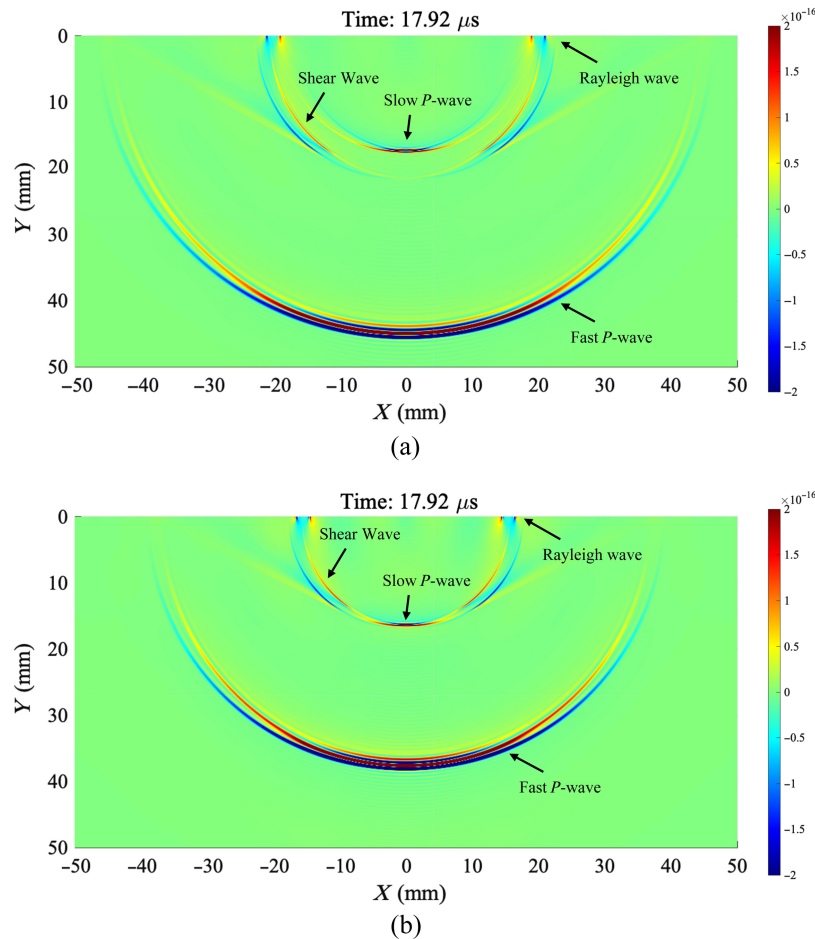 Time: 17.92 μs
×10⁻¹⁶
0
10
20
30
40
50
Y (mm)
Shear Wave
Slow P-wave
Rayleigh wave
Fast P-wave
2
1.5
1
0.5
0
−0.5
−1
−1.5
−2
−50 −40 −30 −20 −10 0 10 20 30 40 50
X (mm)
(a)
Time: 17.92 μs
×10⁻¹⁶
0
10
20
30
40
50
Y (mm)
Shear Wave
Slow P-wave
Rayleigh wave
Fast P-wave
2
1.5
1
0.5
0
−0.5
−1
−1.5
−2
−50 −40 −30 −20 −10 0 10 20 30 40 50
X (mm)
(b)